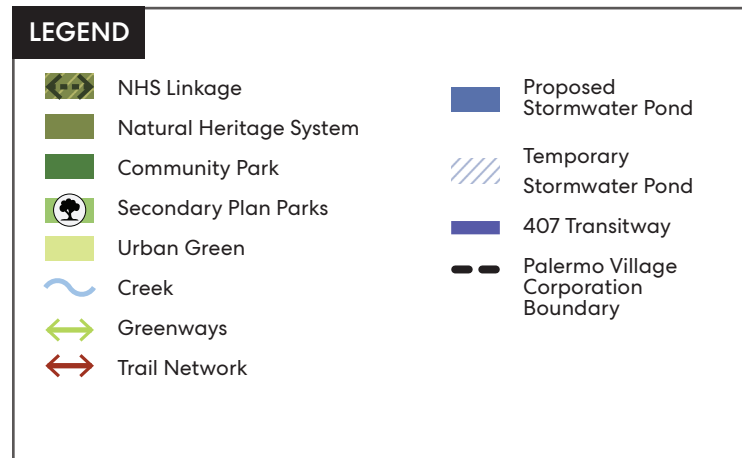 LEGEND
NHS Linkage
Natural Heritage System
Community Park
Secondary Plan Parks
Urban Green
Creek
Greenways
Trail Network
Proposed
Stormwater Pond
Temporary
Stormwater Pond
407 Transitway
Palermo Village
Corporation
Boundary